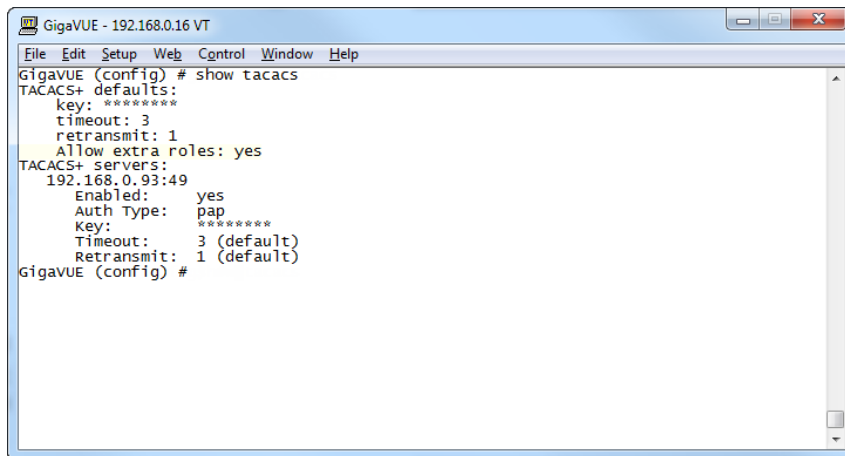 GigaVUE - 192.168.0.16 VT
File Edit Setup Web Control Window Help
GigaVUE (config) # show tacacs
TACACS+ defaults:
key: ********
timeout: 3
retransmit: 1
Allow extra roles: yes
TACACS+ servers:
192.168.0.93:49
Enabled: yes
Auth Type: pap
Key: ********
Timeout: 3 (default)
Retransmit: 1 (default)
GigaVUE (config) #